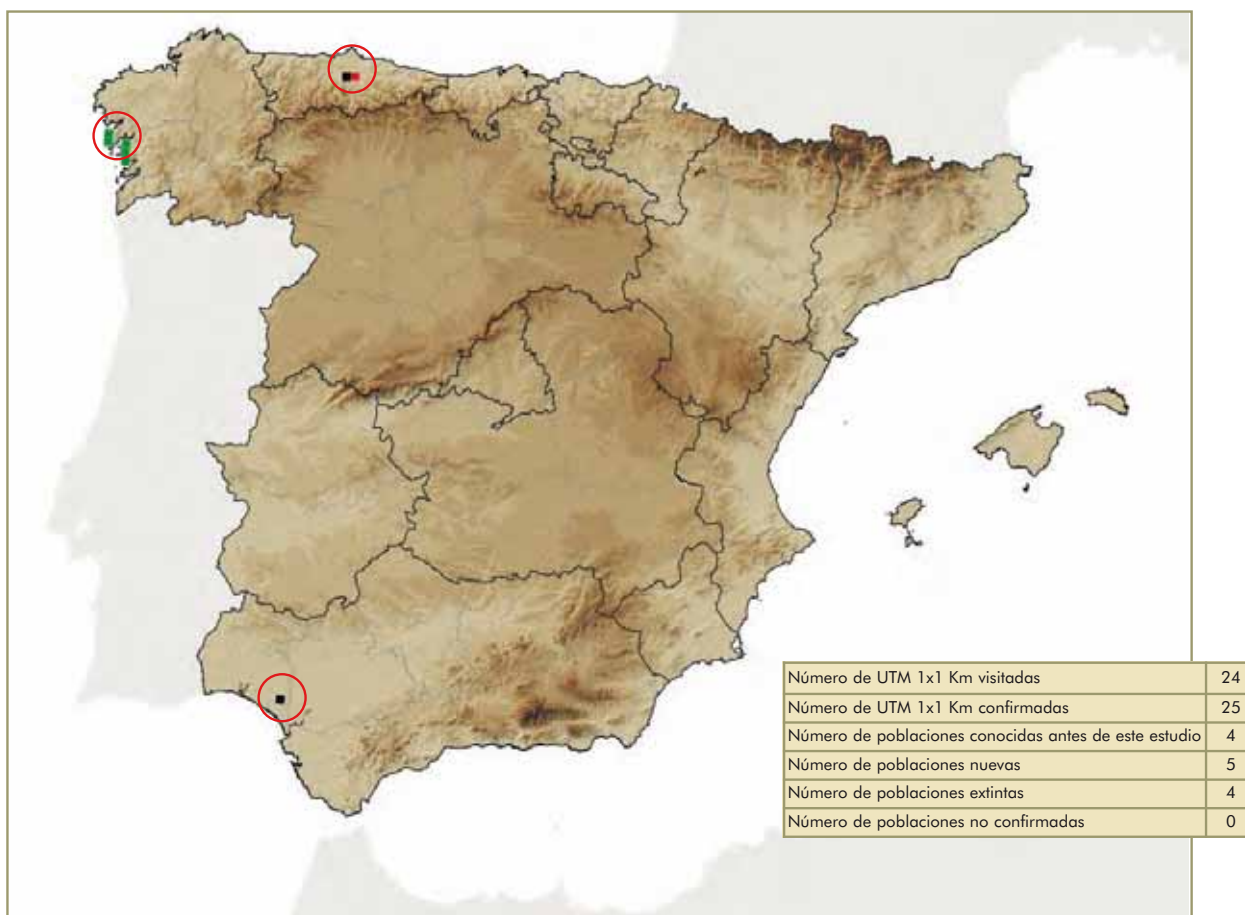 Número de UTM 1x1 Km visitadas 24
Número de UTM 1x1 Km confirmadas 25
Número de poblaciones conocidas antes de este estudio 4
Número de poblaciones nuevas 5
Número de poblaciones extintas 4
Número de poblaciones no confirmadas 0